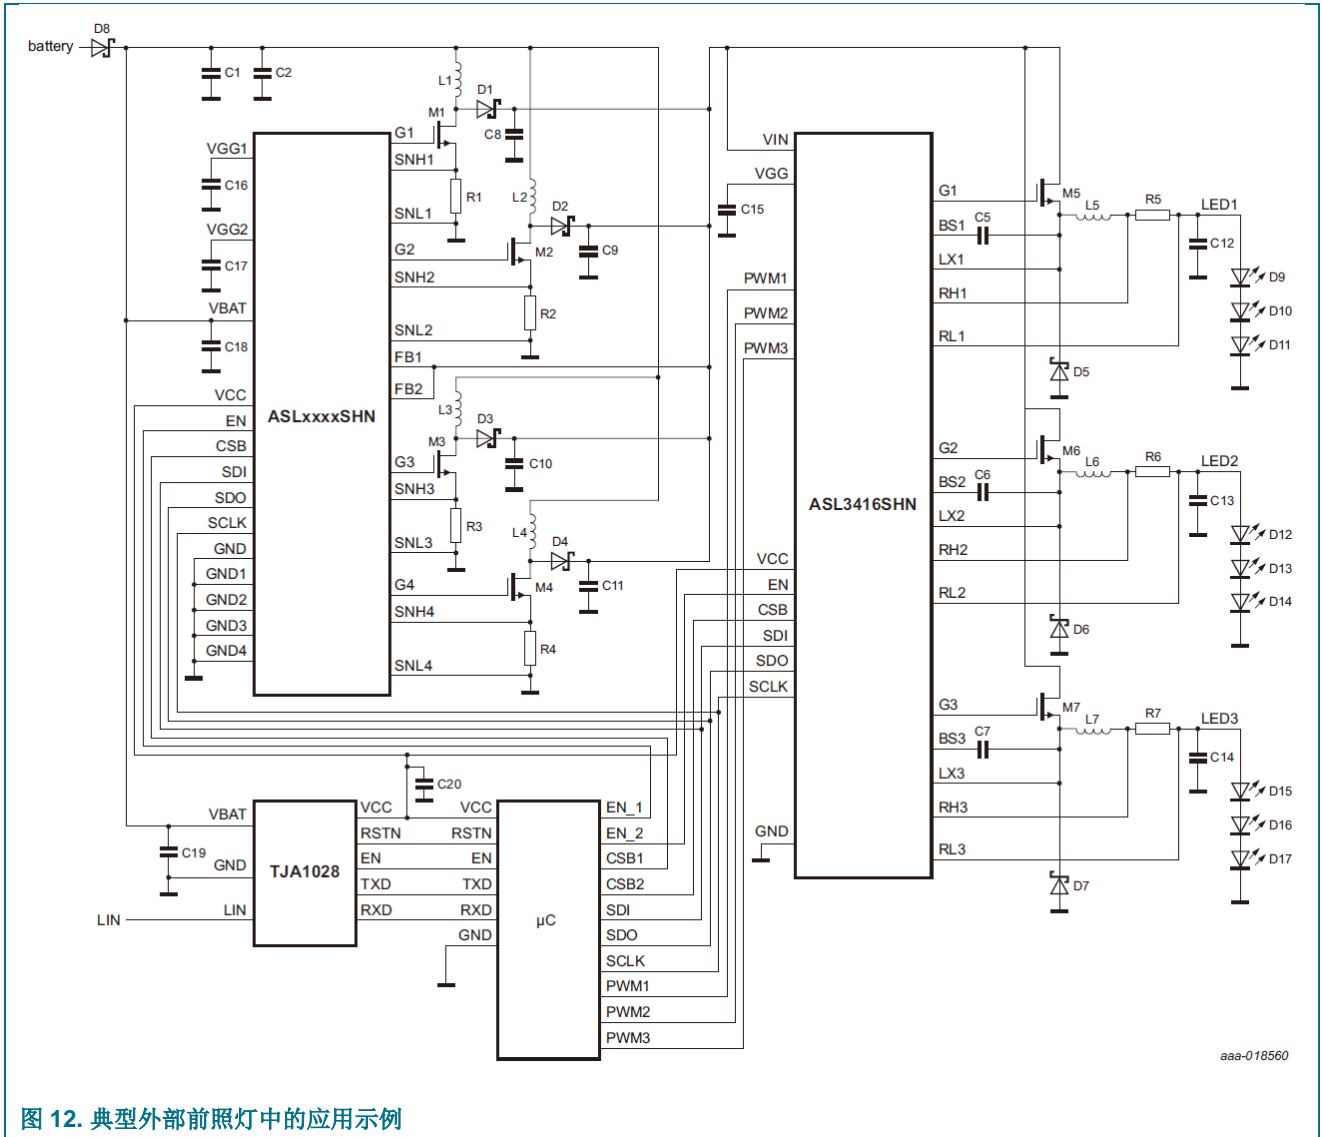 battery
D8
C1
C2
L1
D1
M1
C8
G1
SNH1
R1
SNL1
VGG1
C16
VGG2
C17
L2
D2
C9
M2
G2
SNH2
R2
SNL2
VBAT
C18
FB1
FB2
VCC
EN
CSB
SDI
SDO
SCLK
GND
GND1
GND2
GND3
GND4
ASLxxxxSHN
L3
D3
M3
C10
G3
SNH3
R3
SNL3
L4
D4
C11
M4
G4
SNH4
R4
SNL4
VIN
VGG
C15
PWM1
PWM2
PWM3
VCC
EN
CSB
SDI
SDO
SCLK
GND
ASL3416SHN
G1
BS1
LX1
RH1
RL1
C5
M5
L5
R5
LED1
C12
D9
D10
D11
D5
G2
BS2
LX2
RH2
RL2
C6
M6
L6
R6
LED2
C13
D12
D13
D14
D6
G3
BS3
LX3
RH3
RL3
C7
M7
L7
R7
LED3
C14
D15
D16
D17
D7
C20
VBAT
C19
GND
LIN
LIN
TJA1028
VCC
RSTN
EN
TXD
RXD
VCC
RSTN
EN
TXD
RXD
GND
µC
EN_1
EN_2
CSB1
CSB2
SDI
SDO
SCLK
PWM1
PWM2
PWM3
aaa-018560
图 12. 典型外部前照灯中的应用示例